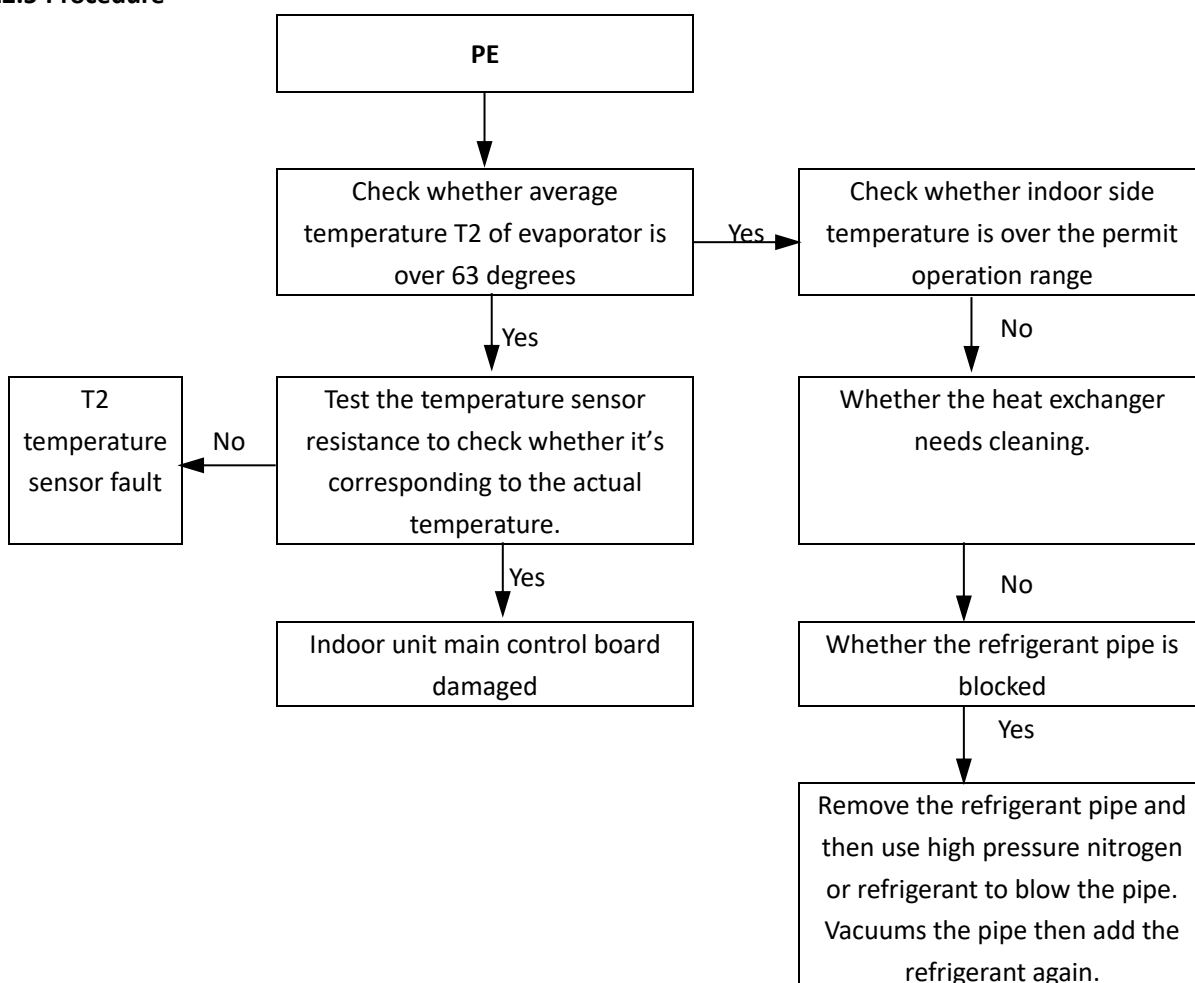 PE
Check whether average
temperature T2 of evaporator is
over 63 degrees
Yes
Check whether indoor side
temperature is over the permit
operation range
Yes
No
T2
temperature
sensor fault
No
Test the temperature sensor
resistance to check whether it’s
corresponding to the actual
temperature.
Whether the heat exchanger
needs cleaning.
Yes
No
Indoor unit main control board
damaged
Whether the refrigerant pipe is
blocked
Yes
Remove the refrigerant pipe and
then use high pressure nitrogen
or refrigerant to blow the pipe.
Vacuums the pipe then add the
refrigerant again.